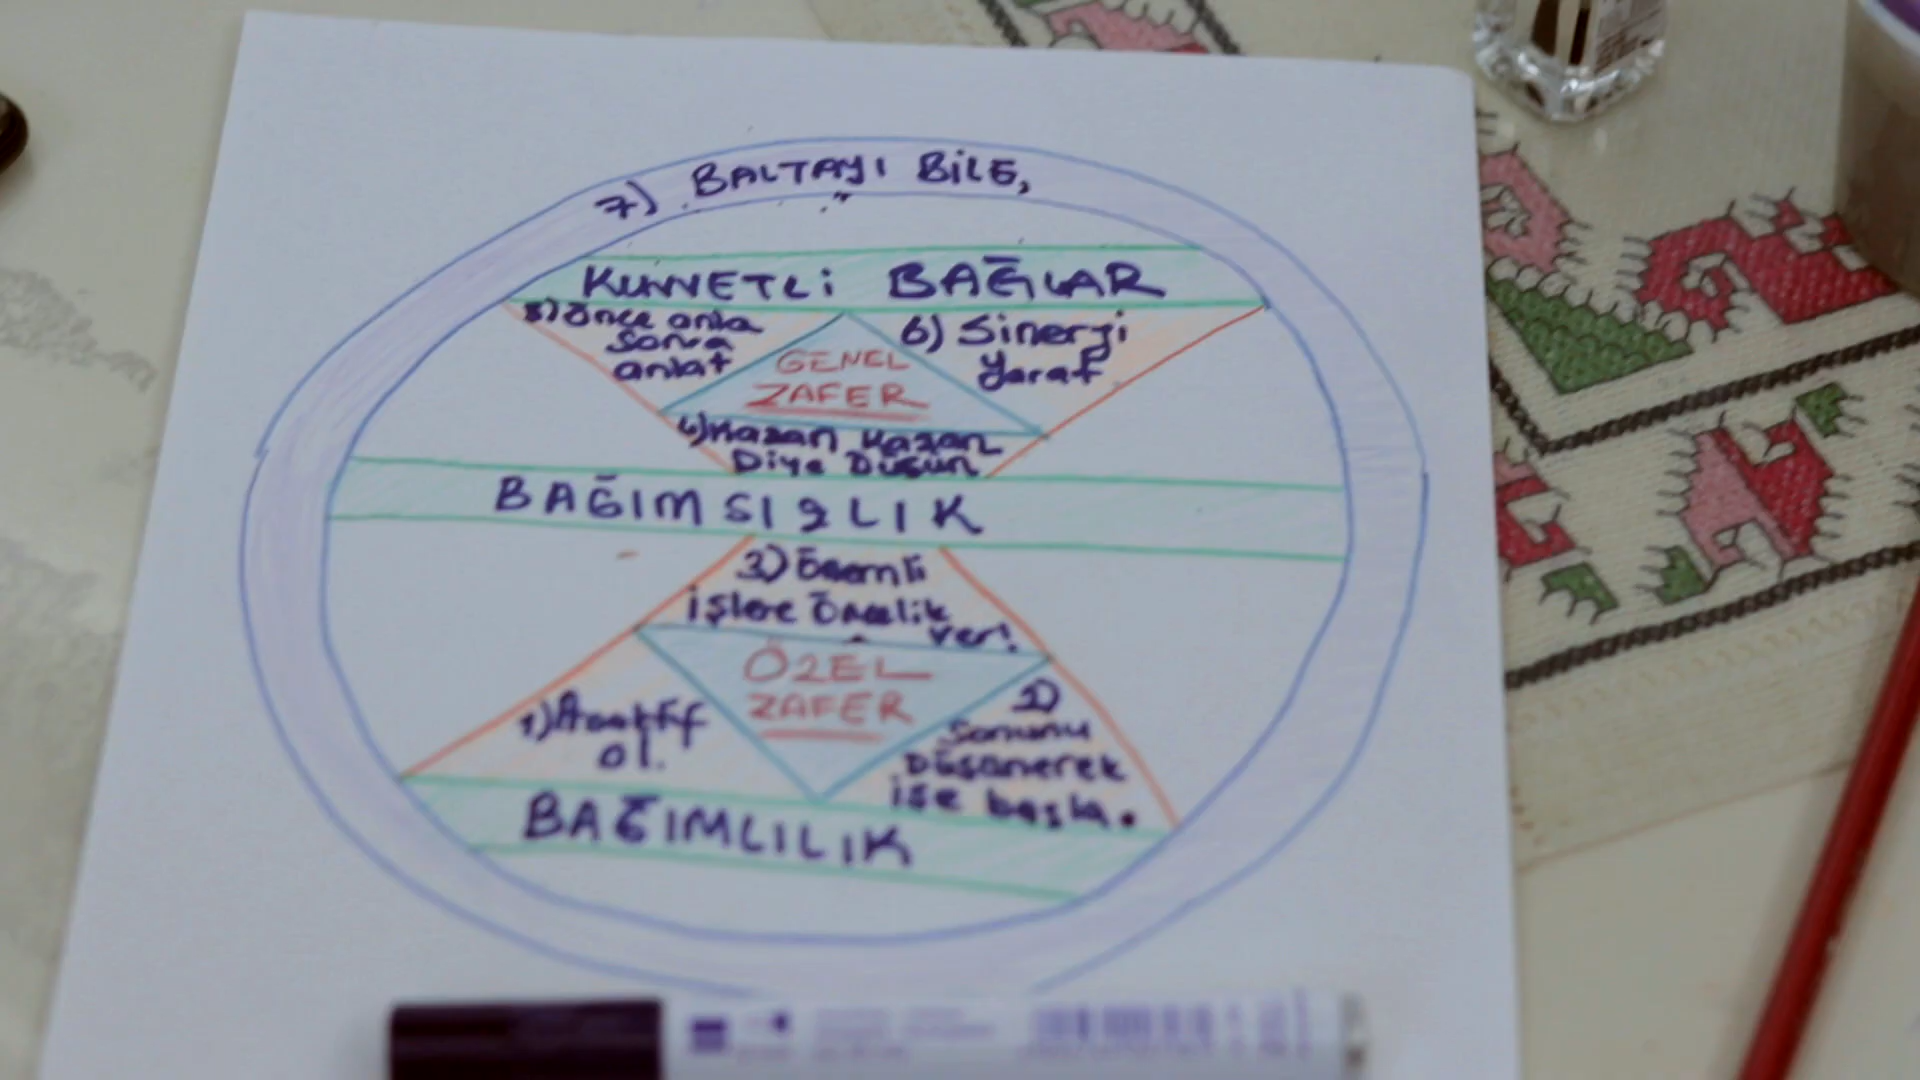 7) BALTAYI BİLE,
KUVVETLİ BAĞLAR
5) Önce anla
Sonra
anlat
6) Sinerji
Yarat
GENEL
ZAFER
4) Kazan Kazan
Diye Düşün
BAĞIMSIZLIK
3) Önemli
işlere Öncelik
ver!
ÖZEL
ZAFER
1) Proaktif
Ol.
2)
Sonunu
Düşünerek
işe başla.
BAĞIMLILIK